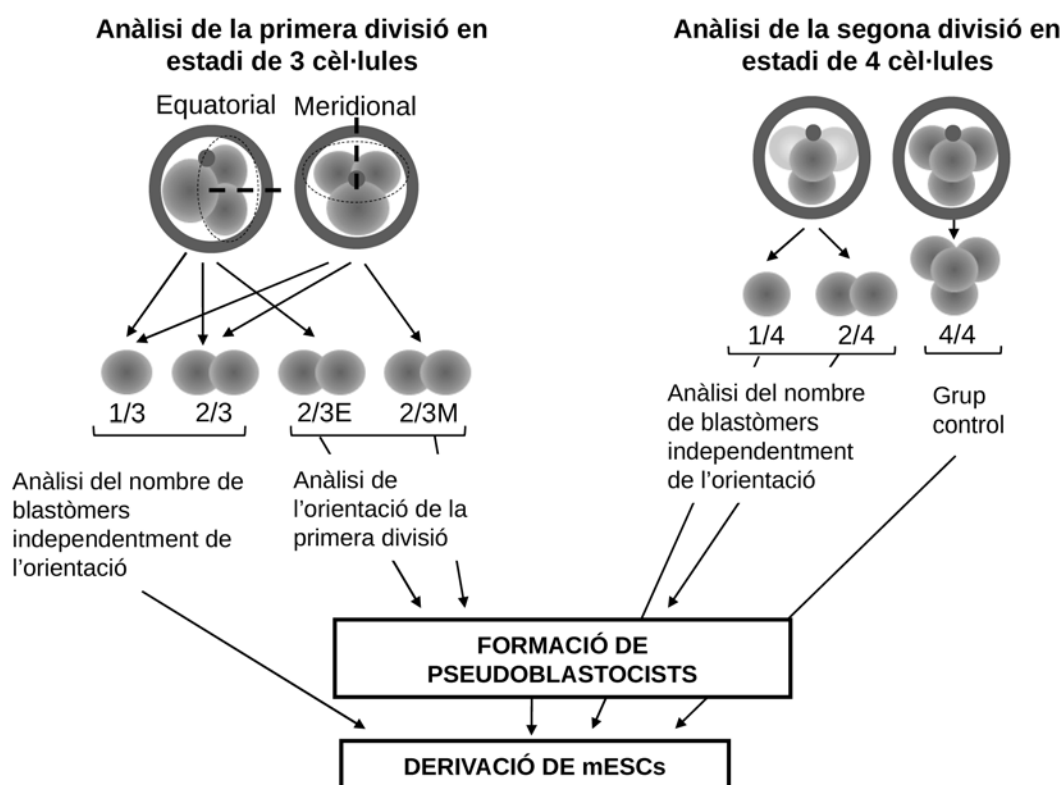 Anàlisi de la primera divisió en
estadi de 3 cèl·lules
Equatorial
Meridional
1/3
2/3
2/3E
2/3M
Anàlisi del nombre de
blastòmers
independentment de
l’orientació
Anàlisi de
l’orientació de la
primera divisió
Anàlisi de la segona divisió en
estadi de 4 cèl·lules
1/4
2/4
4/4
Anàlisi del nombre
de blastòmers
independentment
de l’orientació
Grup
control
FORMACIÓ DE
PSEUDOBLASTOCISTS
DERIVACIÓ DE mESCs